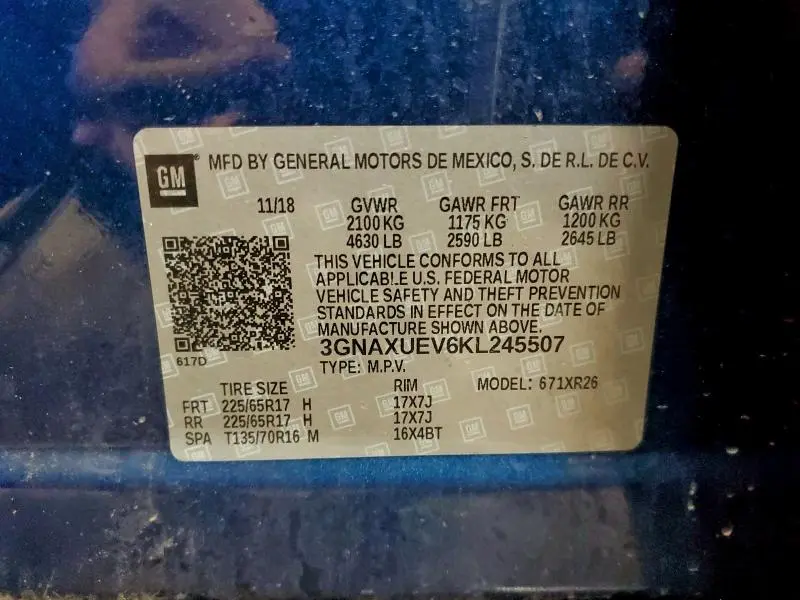 GM
® MFD BY GENERAL MOTORS DE MEXICO, S. DE R.L. DE C.V.
11/18 GVWR GAWR FRT GAWR RR
2100 KG 1175 KG 1200 KG
4630 LB 2590 LB 2645 LB
THIS VEHICLE CONFORMS TO ALL
APPLICABLE U.S. FEDERAL MOTOR
VEHICLE SAFETY AND THEFT PREVENTION
STANDARDS IN EFFECT ON THE DATE OF
MANUFACTURE SHOWN ABOVE.
3GNAXUEV6KL245507
617D
TYPE: M.P.V.
TIRE SIZE RIM MODEL: 671XR26
FRT 225/65R17 H 17X7J
RR 225/65R17 H 17X7J
SPA T135/70R16 M 16X4BT